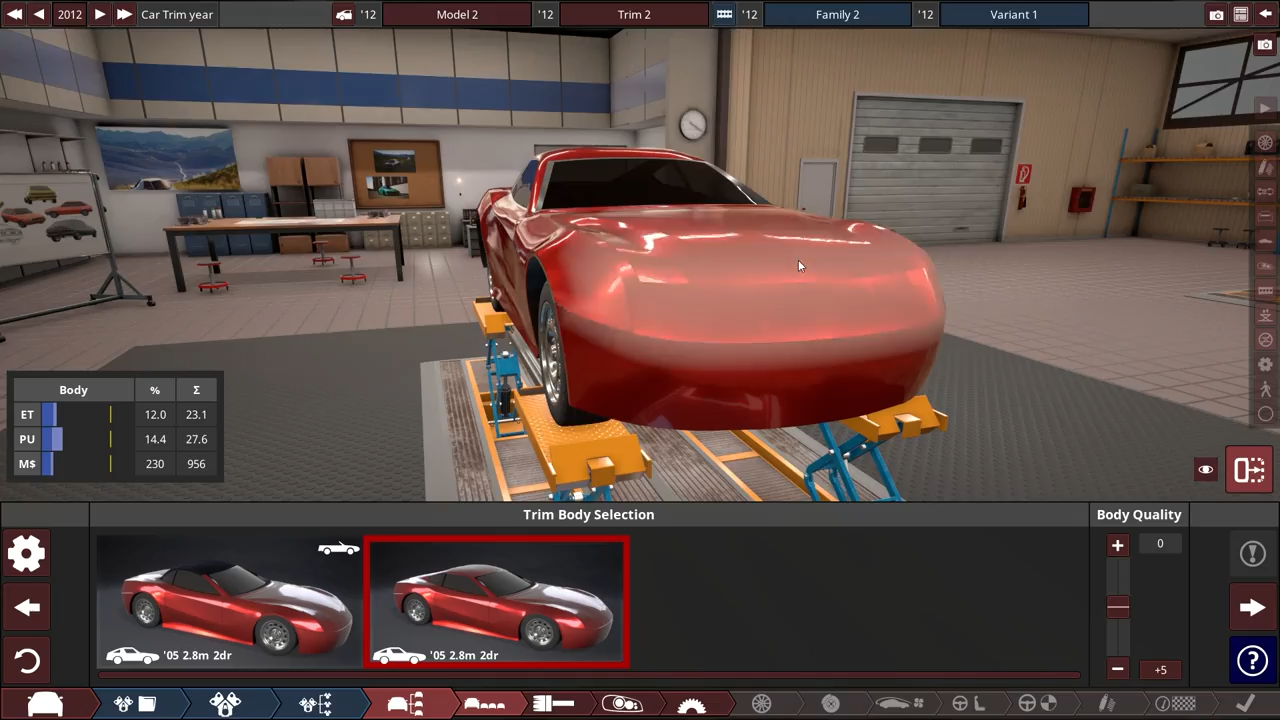 2012 Car Trim year '12 Model 2 '12 Trim 2 '12 Family 2 '12 Variant 1
Body % Σ
ET 12.0 23.1
PU 14.4 27.6
M$ 230 956
Trim Body Selection Body Quality
+ 0
'05 2.8m 2dr '05 2.8m 2dr
- +5
?